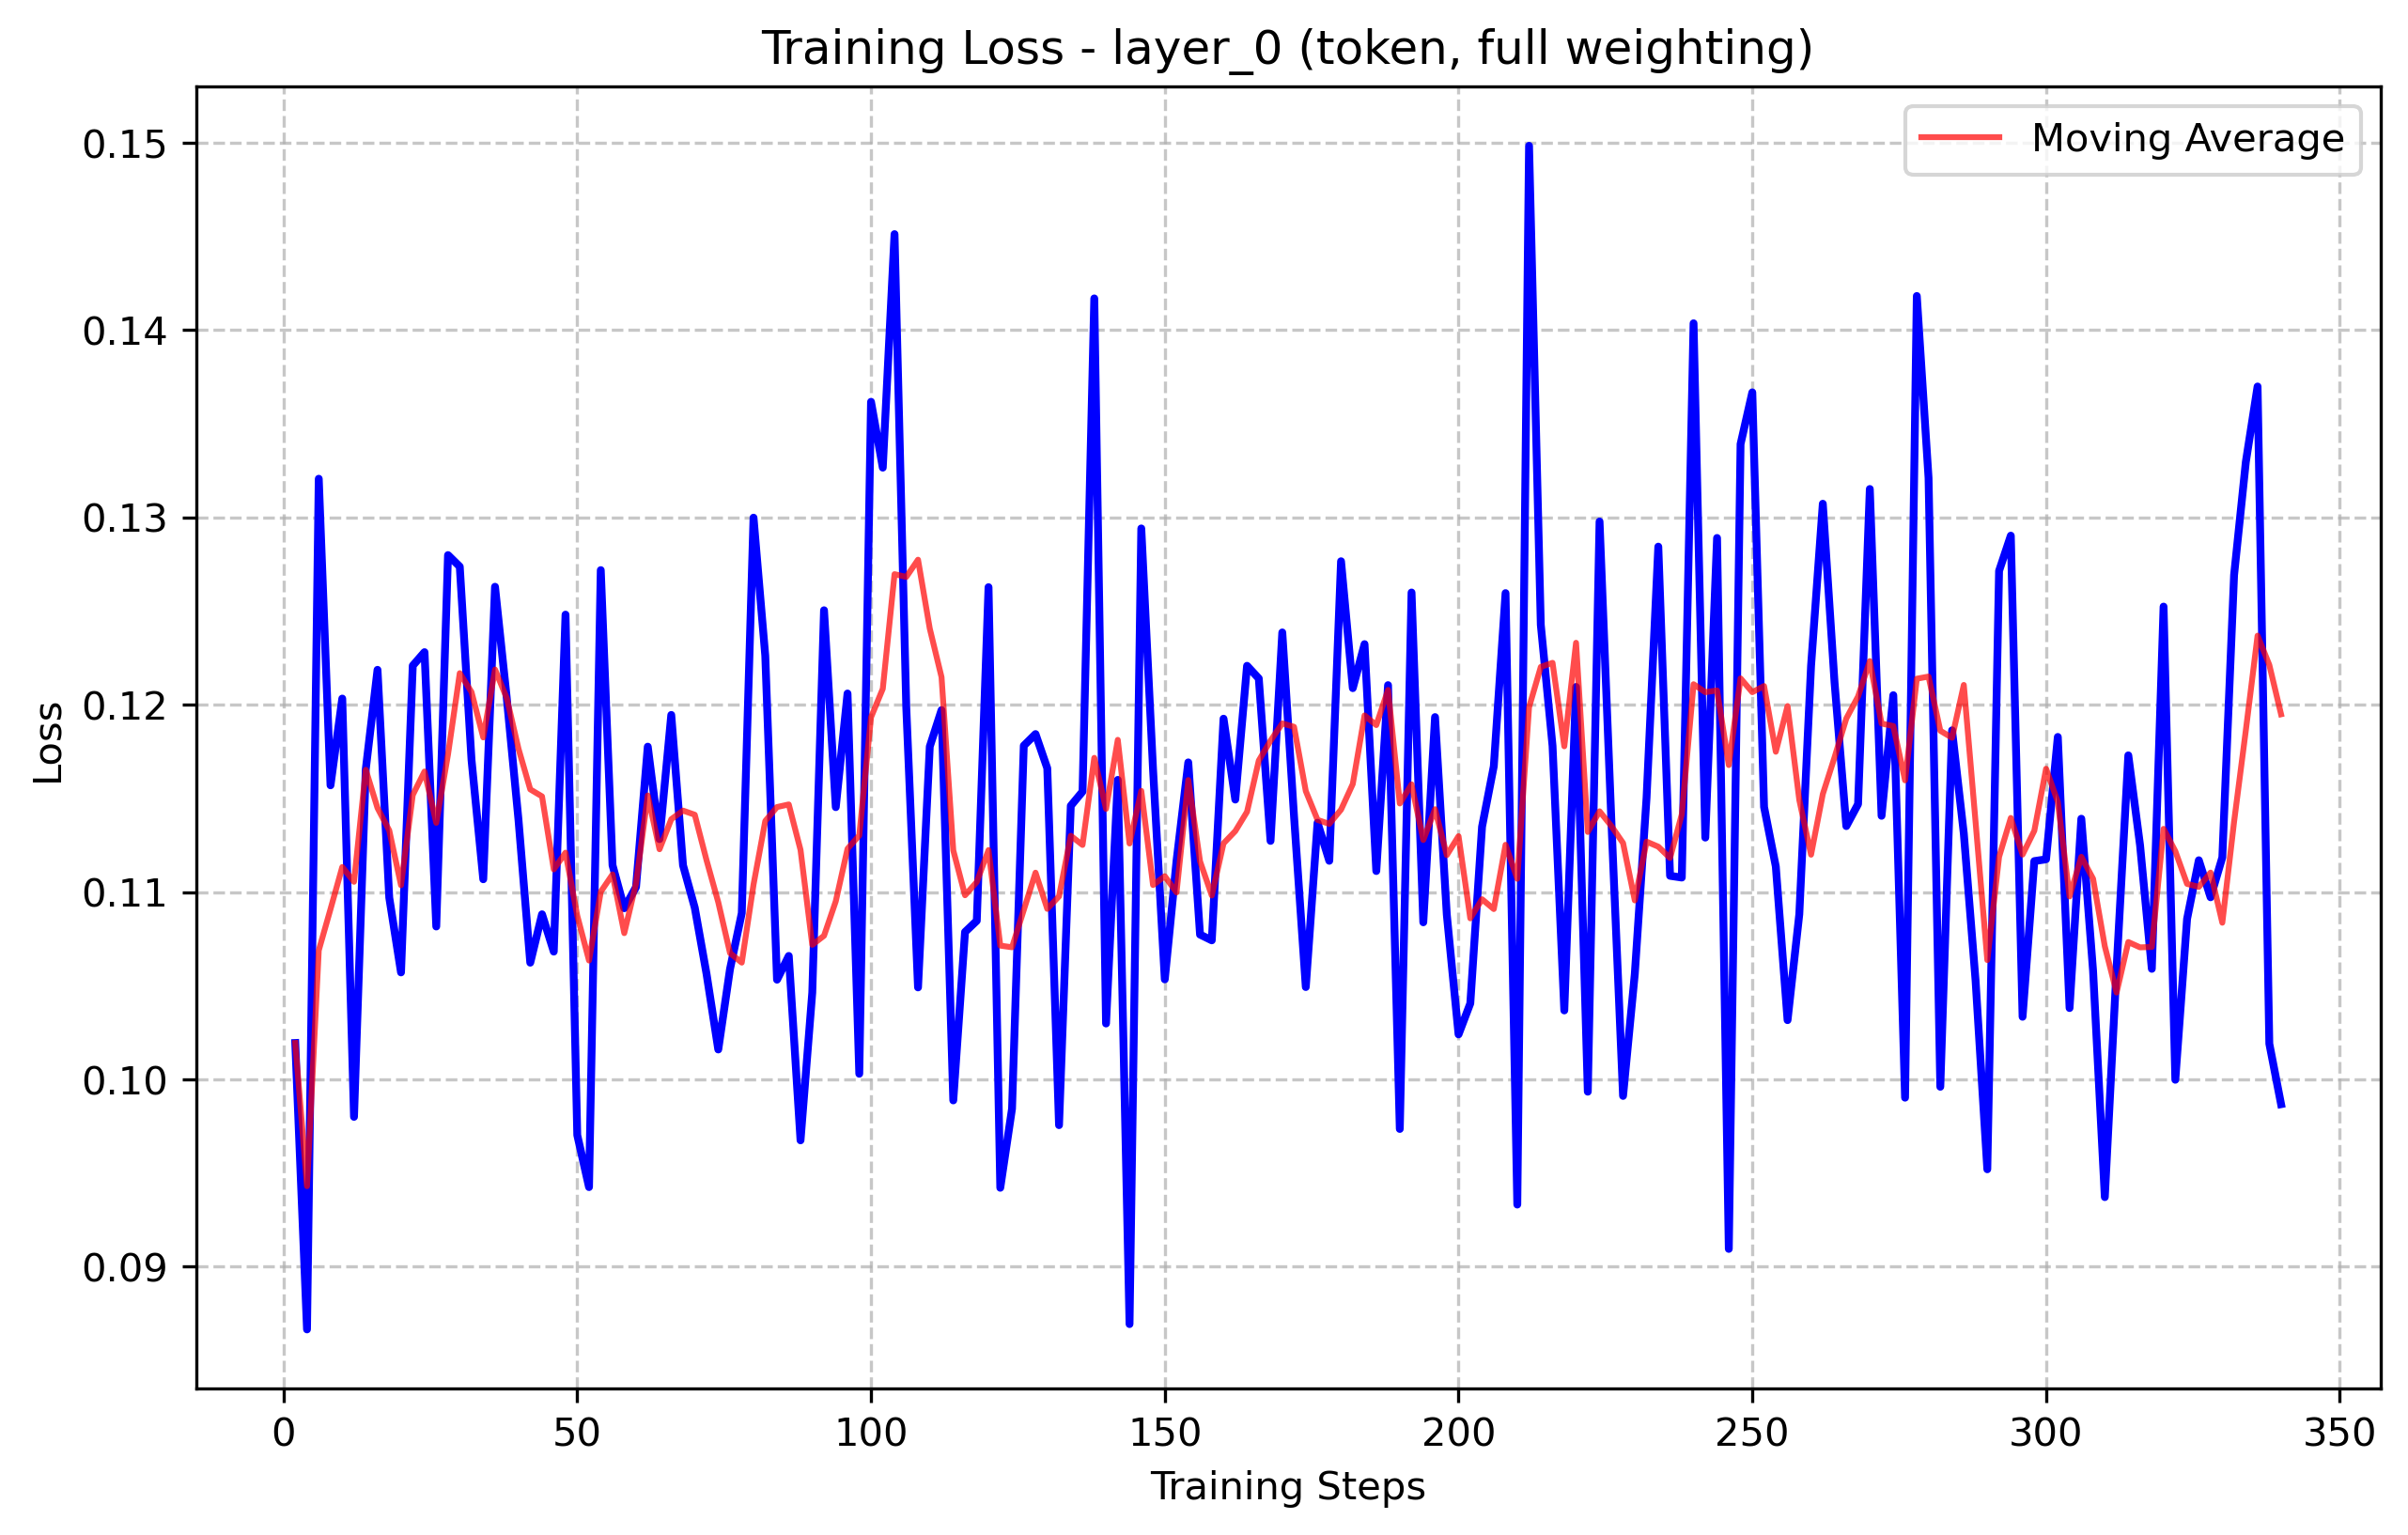 Training Loss - layer_0 (token, full weighting)
Moving Average
0.15
0.14
0.13
0.12
0.11
0.10
0.09
Loss
0 50 100 150 200 250 300 350
Training Steps